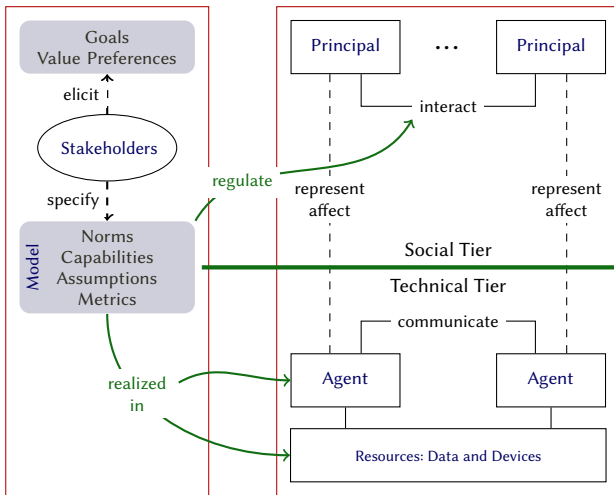 Goals
Value Preferences
elicit
Stakeholders
specify
Model
Norms
Capabilities
Assumptions
Metrics
regulate
realized
in
Principal
...
Principal
interact
represent
affect
represent
affect
Social Tier
Technical Tier
communicate
Agent
Agent
Resources: Data and Devices